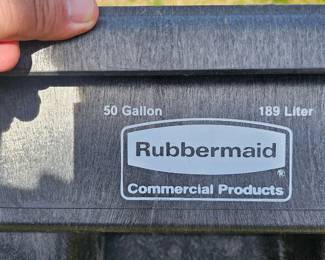 50 Gallon 189 Liter
Rubbermaid®
Commercial Products